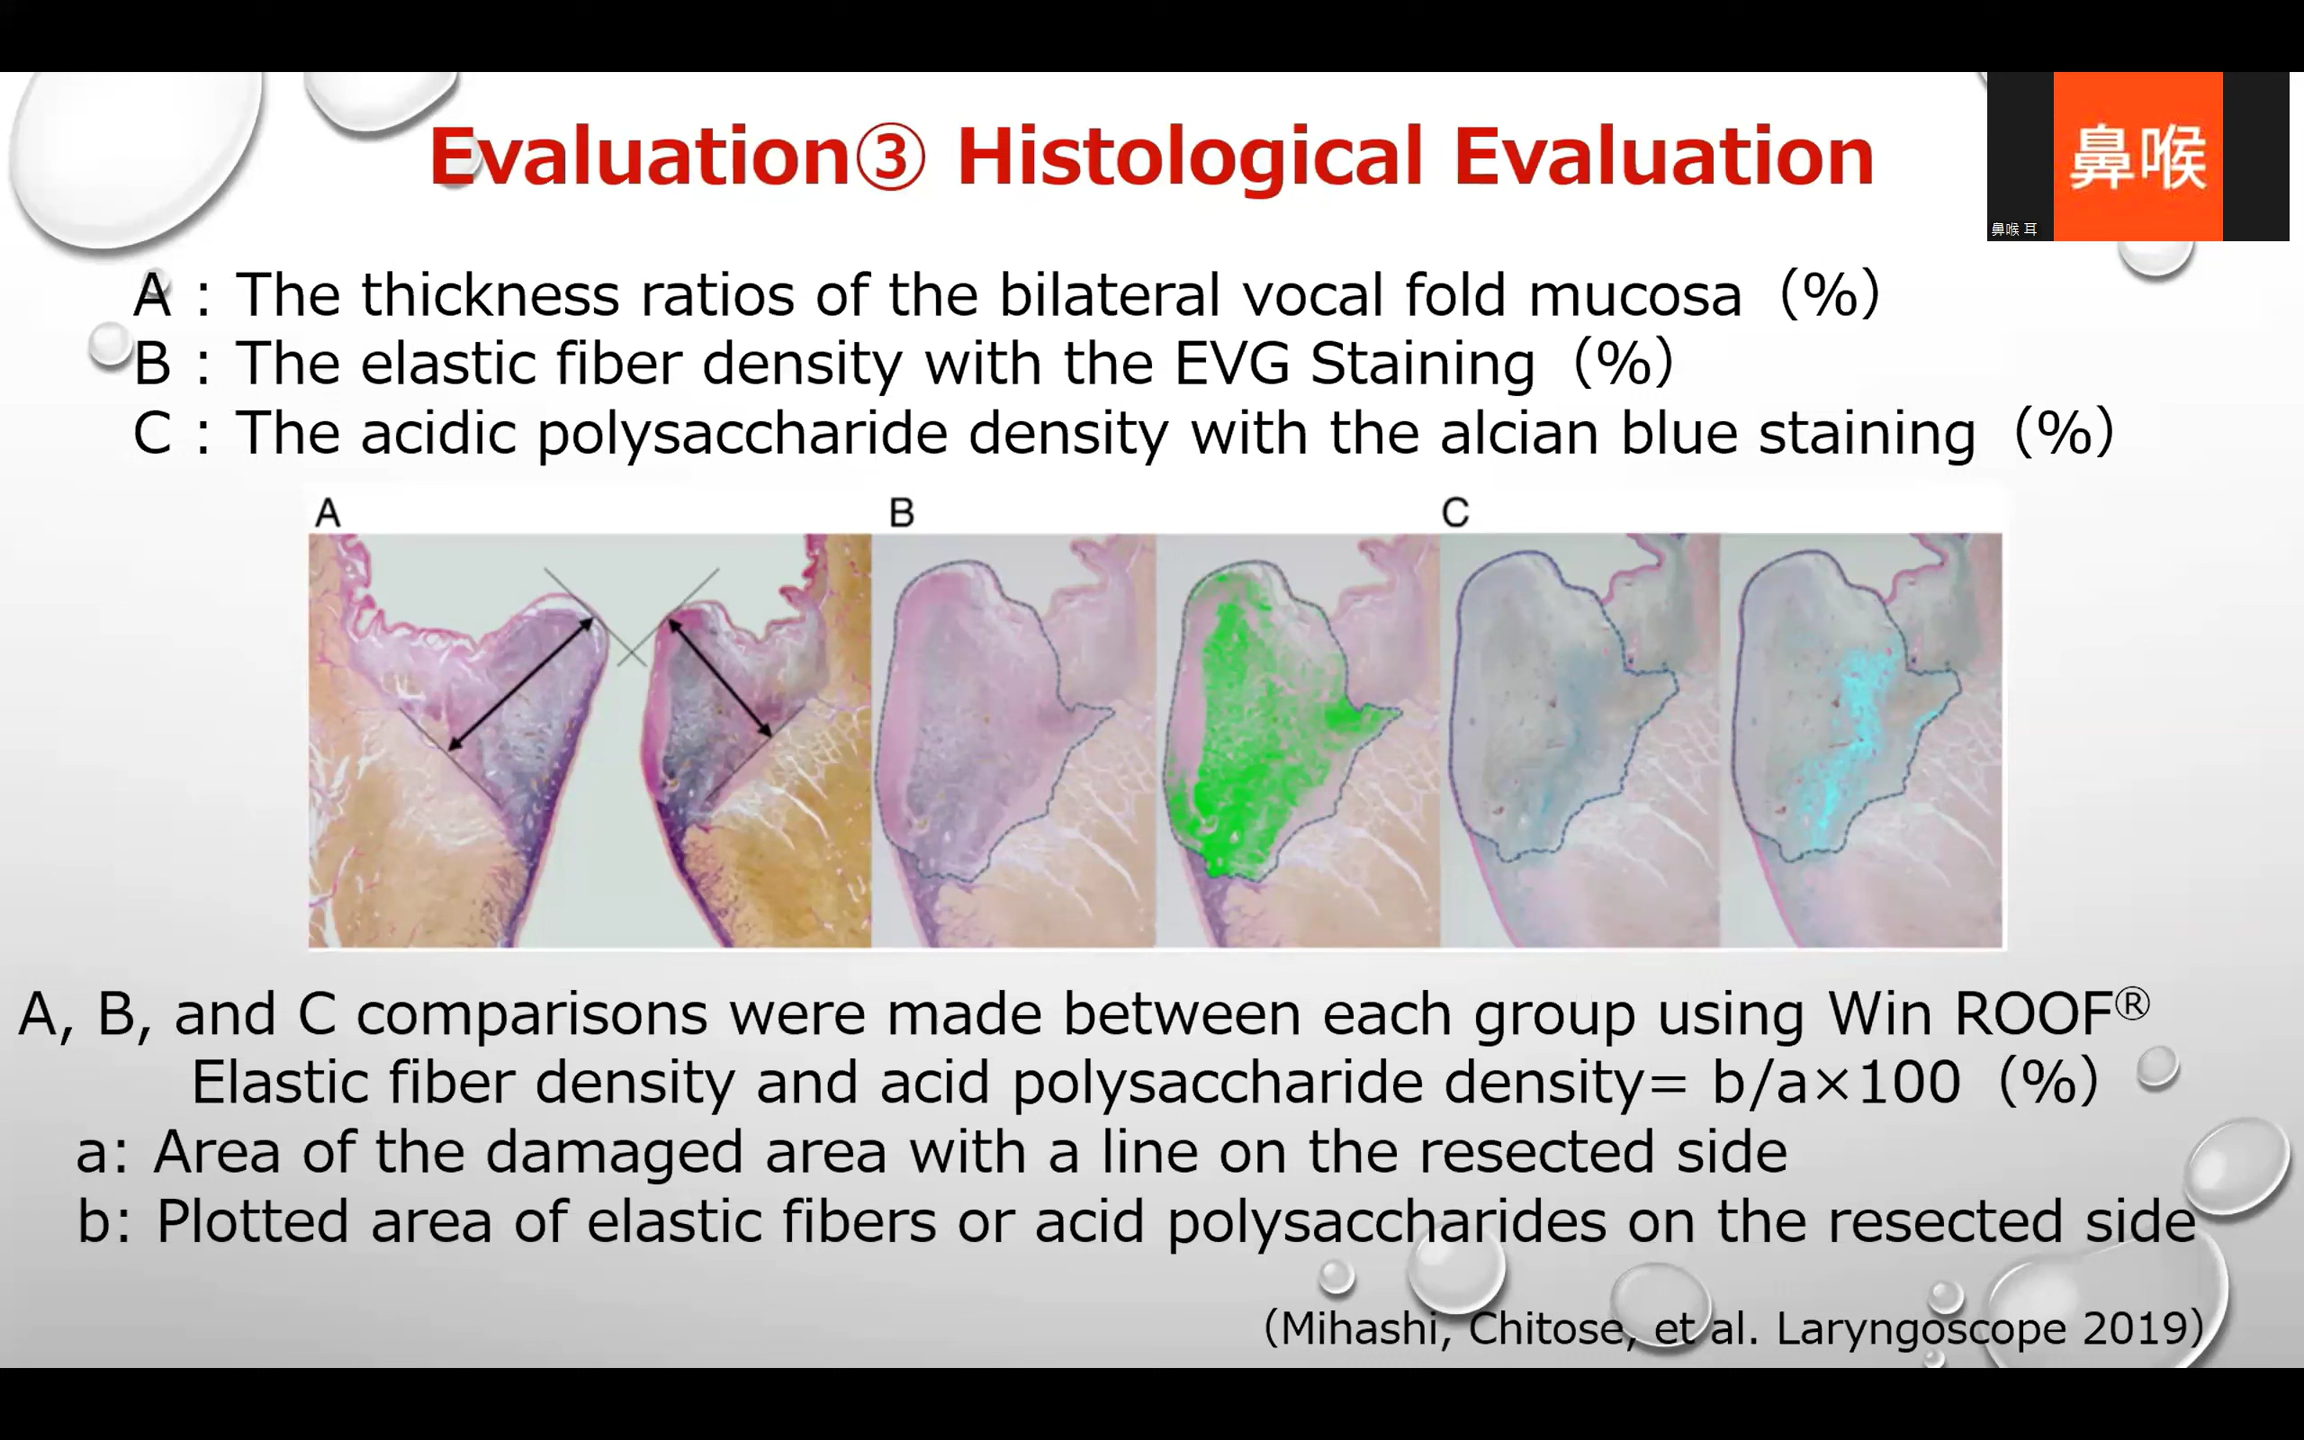 Evaluation③ Histological Evaluation
鼻喉
鼻喉 耳
A : The thickness ratios of the bilateral vocal fold mucosa（%）
B : The elastic fiber density with the EVG Staining（%）
C : The acidic polysaccharide density with the alcian blue staining（%）
A B C
A, B, and C comparisons were made between each group using Win ROOF®
Elastic fiber density and acid polysaccharide density= b/a×100（%）
a: Area of the damaged area with a line on the resected side
b: Plotted area of elastic fibers or acid polysaccharides on the resected side
(Mihashi, Chitose, et al. Laryngoscope 2019)